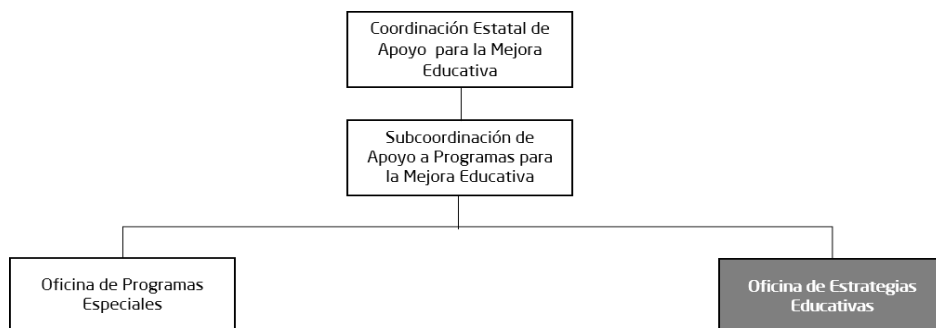 Coordinación Estatal de
Apoyo para la Mejora
Educativa
Subcoordinación de
Apoyo a Programas para
la Mejora Educativa
Oficina de Programas
Especiales
Oficina de Estrategias
Educativas